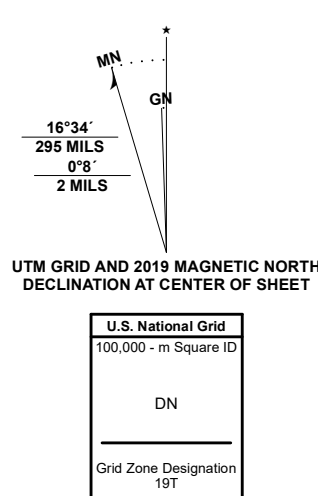 ★
MN
GN
16°34´
295 MILS
0°8´
2 MILS
UTM GRID AND 2019 MAGNETIC NORTH
DECLINATION AT CENTER OF SHEET
U.S. National Grid
100,000 - m Square ID
DN
Grid Zone Designation
19T